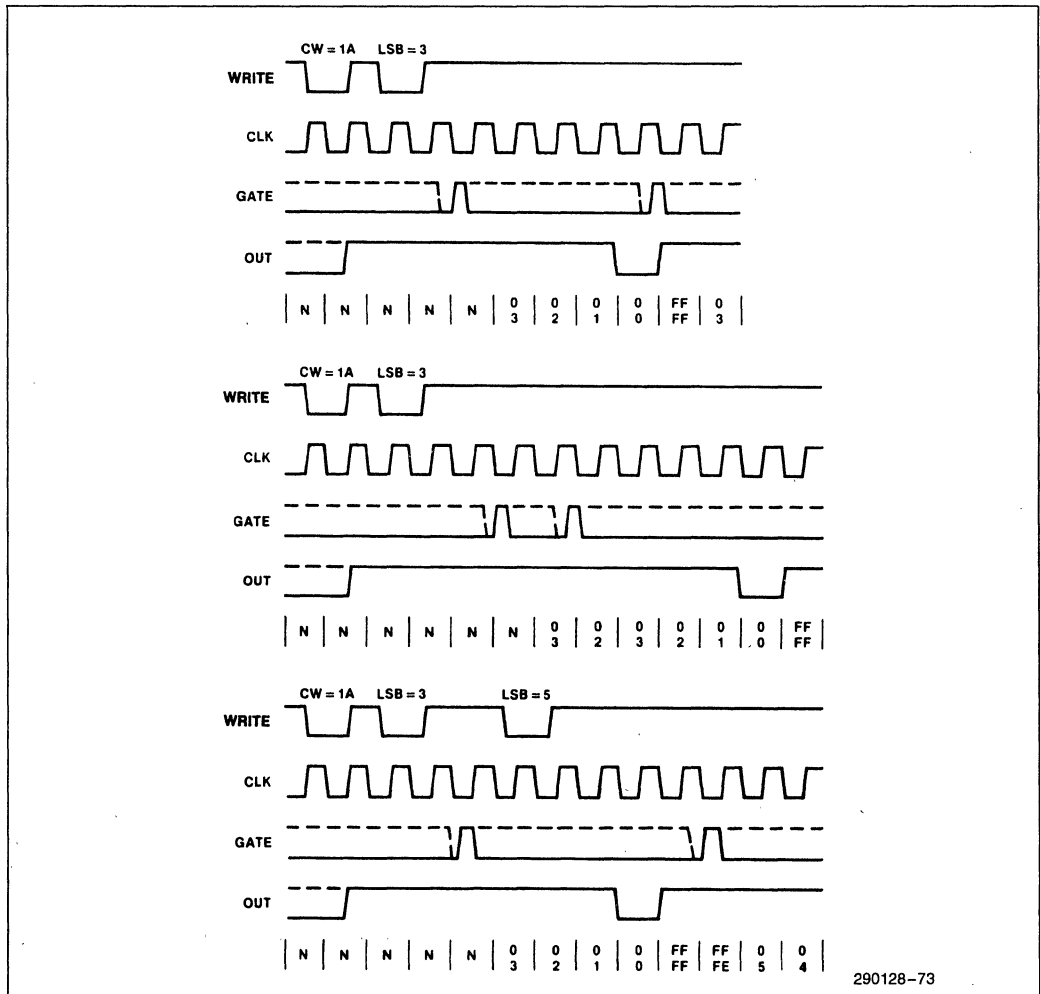 CW = 1A LSB = 3
WRITE
CLK
GATE
OUT
| N | N | N | N | N | 0 | 0 | 0 | 0 | FF | 0 |
3 2 1 0 FF 3
CW = 1A LSB = 3
WRITE
CLK
GATE
OUT
| N | N | N | N | N | N | 0 | 0 | 0 | 0 | 0 | 0 | FF |
3 2 3 2 1 0 FF
CW = 1A LSB = 3 LSB = 5
WRITE
CLK
GATE
OUT
| N | N | N | N | N | 0 | 0 | 0 | 0 | FF | FF | 0 | 0 |
3 2 1 0 FF FE 5 4
290128-73